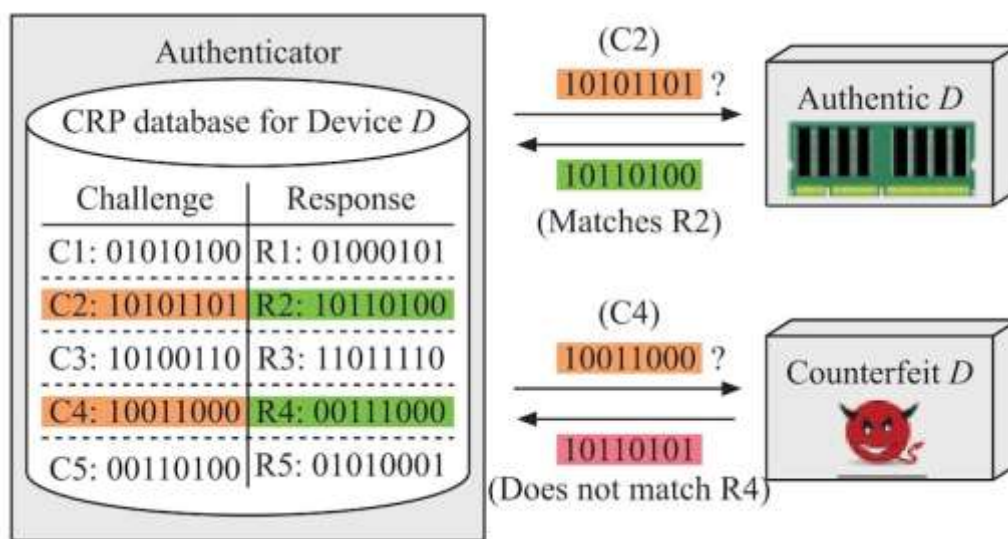 Authenticator
CRP database for Device D
Challenge Response
C1: 01010100 R1: 01000101
C2: 10101101 R2: 10110100
C3: 10100110 R3: 11011110
C4: 10011000 R4: 00111000
C5: 00110100 R5: 01010001
(C2)
10101101 ?
10110100
(Matches R2)
Authentic D
(C4)
10011000 ?
10110101
(Does not match R4)
Counterfeit D